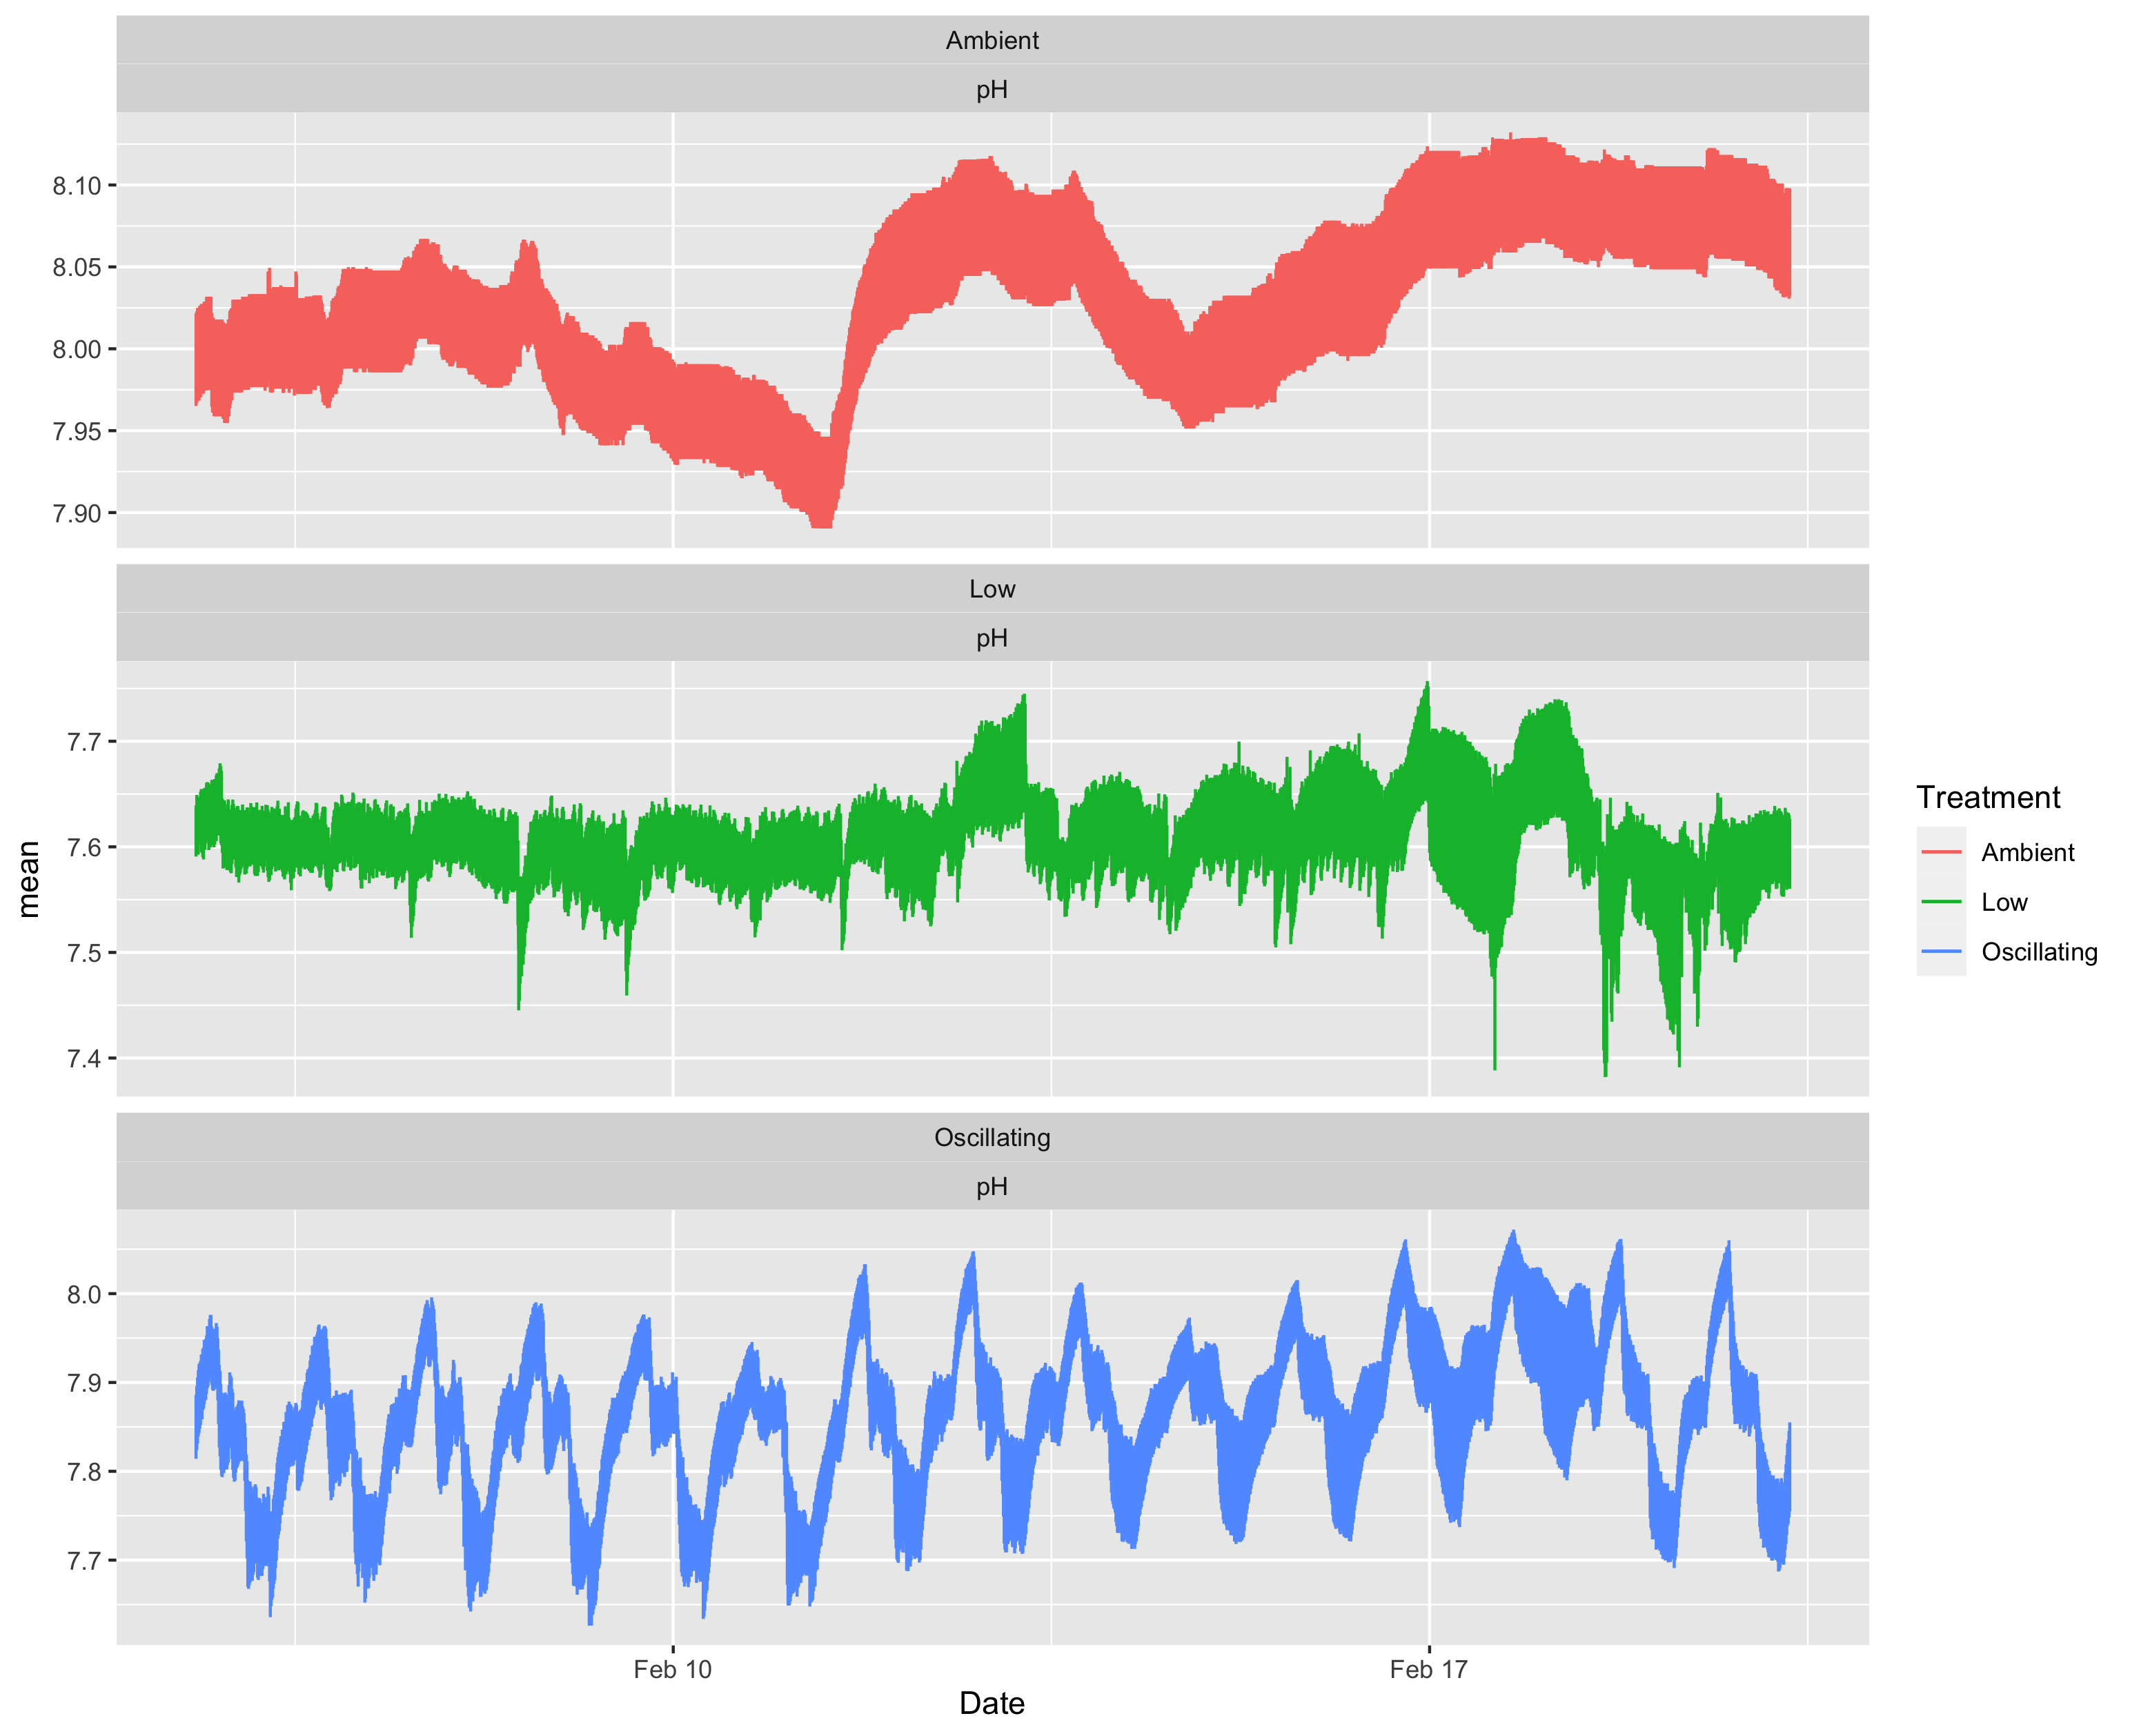 Ambient
pH
8.10
8.05
8.00
7.95
7.90
Low
pH
7.7
7.6
7.5
7.4
Oscillating
pH
8.0
7.9
7.8
7.7
Feb 10
Feb 17
Date
mean
Treatment
Ambient
Low
Oscillating